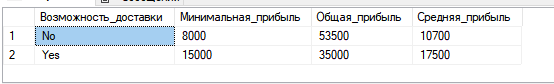 Возможность_доставки Минимальная_прибыль Общая_прибыль Средняя_прибыль
1 No 8000 53500 10700
2 Yes 15000 35000 17500